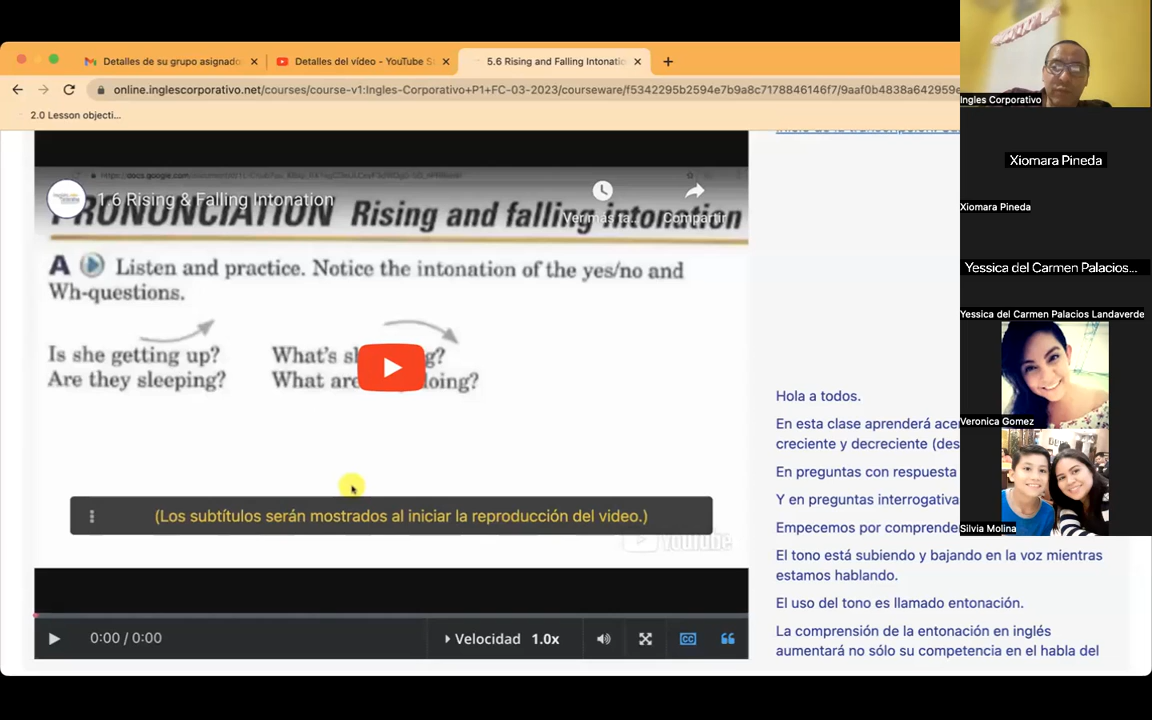 Detalles de su grupo asignado
Detalles del vídeo - YouTube S
5.6 Rising and Falling Intonatio
online.inglescorporativo.net/courses/course-v1:Ingles-Corporativo+P1+FC-03-2023/courseware/f5342295b2594e7b9a8c7178846146f7/9aaf0b4838a642959e
2.0 Lesson objecti...
1.6 Rising & Falling Intonation
Ver más ta...
Compartir
PRONUNCIATION Rising and falling intonation
A Listen and practice. Notice the intonation of the yes/no and
Wh-questions.
Is she getting up?
Are they sleeping?
What's
What are
doing?
(Los subtítulos serán mostrados al iniciar la reproducción del video.)
YouTube
0:00 / 0:00
Velocidad 1.0x
Hola a todos.
En esta clase aprenderá
creciente y decreciente
En preguntas con respuesta
Y en preguntas
Empecemos por
El tono está subiendo y bajando en la voz mientras
estamos hablando.
El uso del tono es llamado entonación.
La comprensión de la entonación en inglés
aumentará no sólo su competencia en el habla del
Ingles Corporativo
Xiomara Pineda
Xiomara Pineda
Yessica del Carmen Palacios...
Yessica del Carmen Palacios Landaverde
Veronica Gomez
Silvia Molina